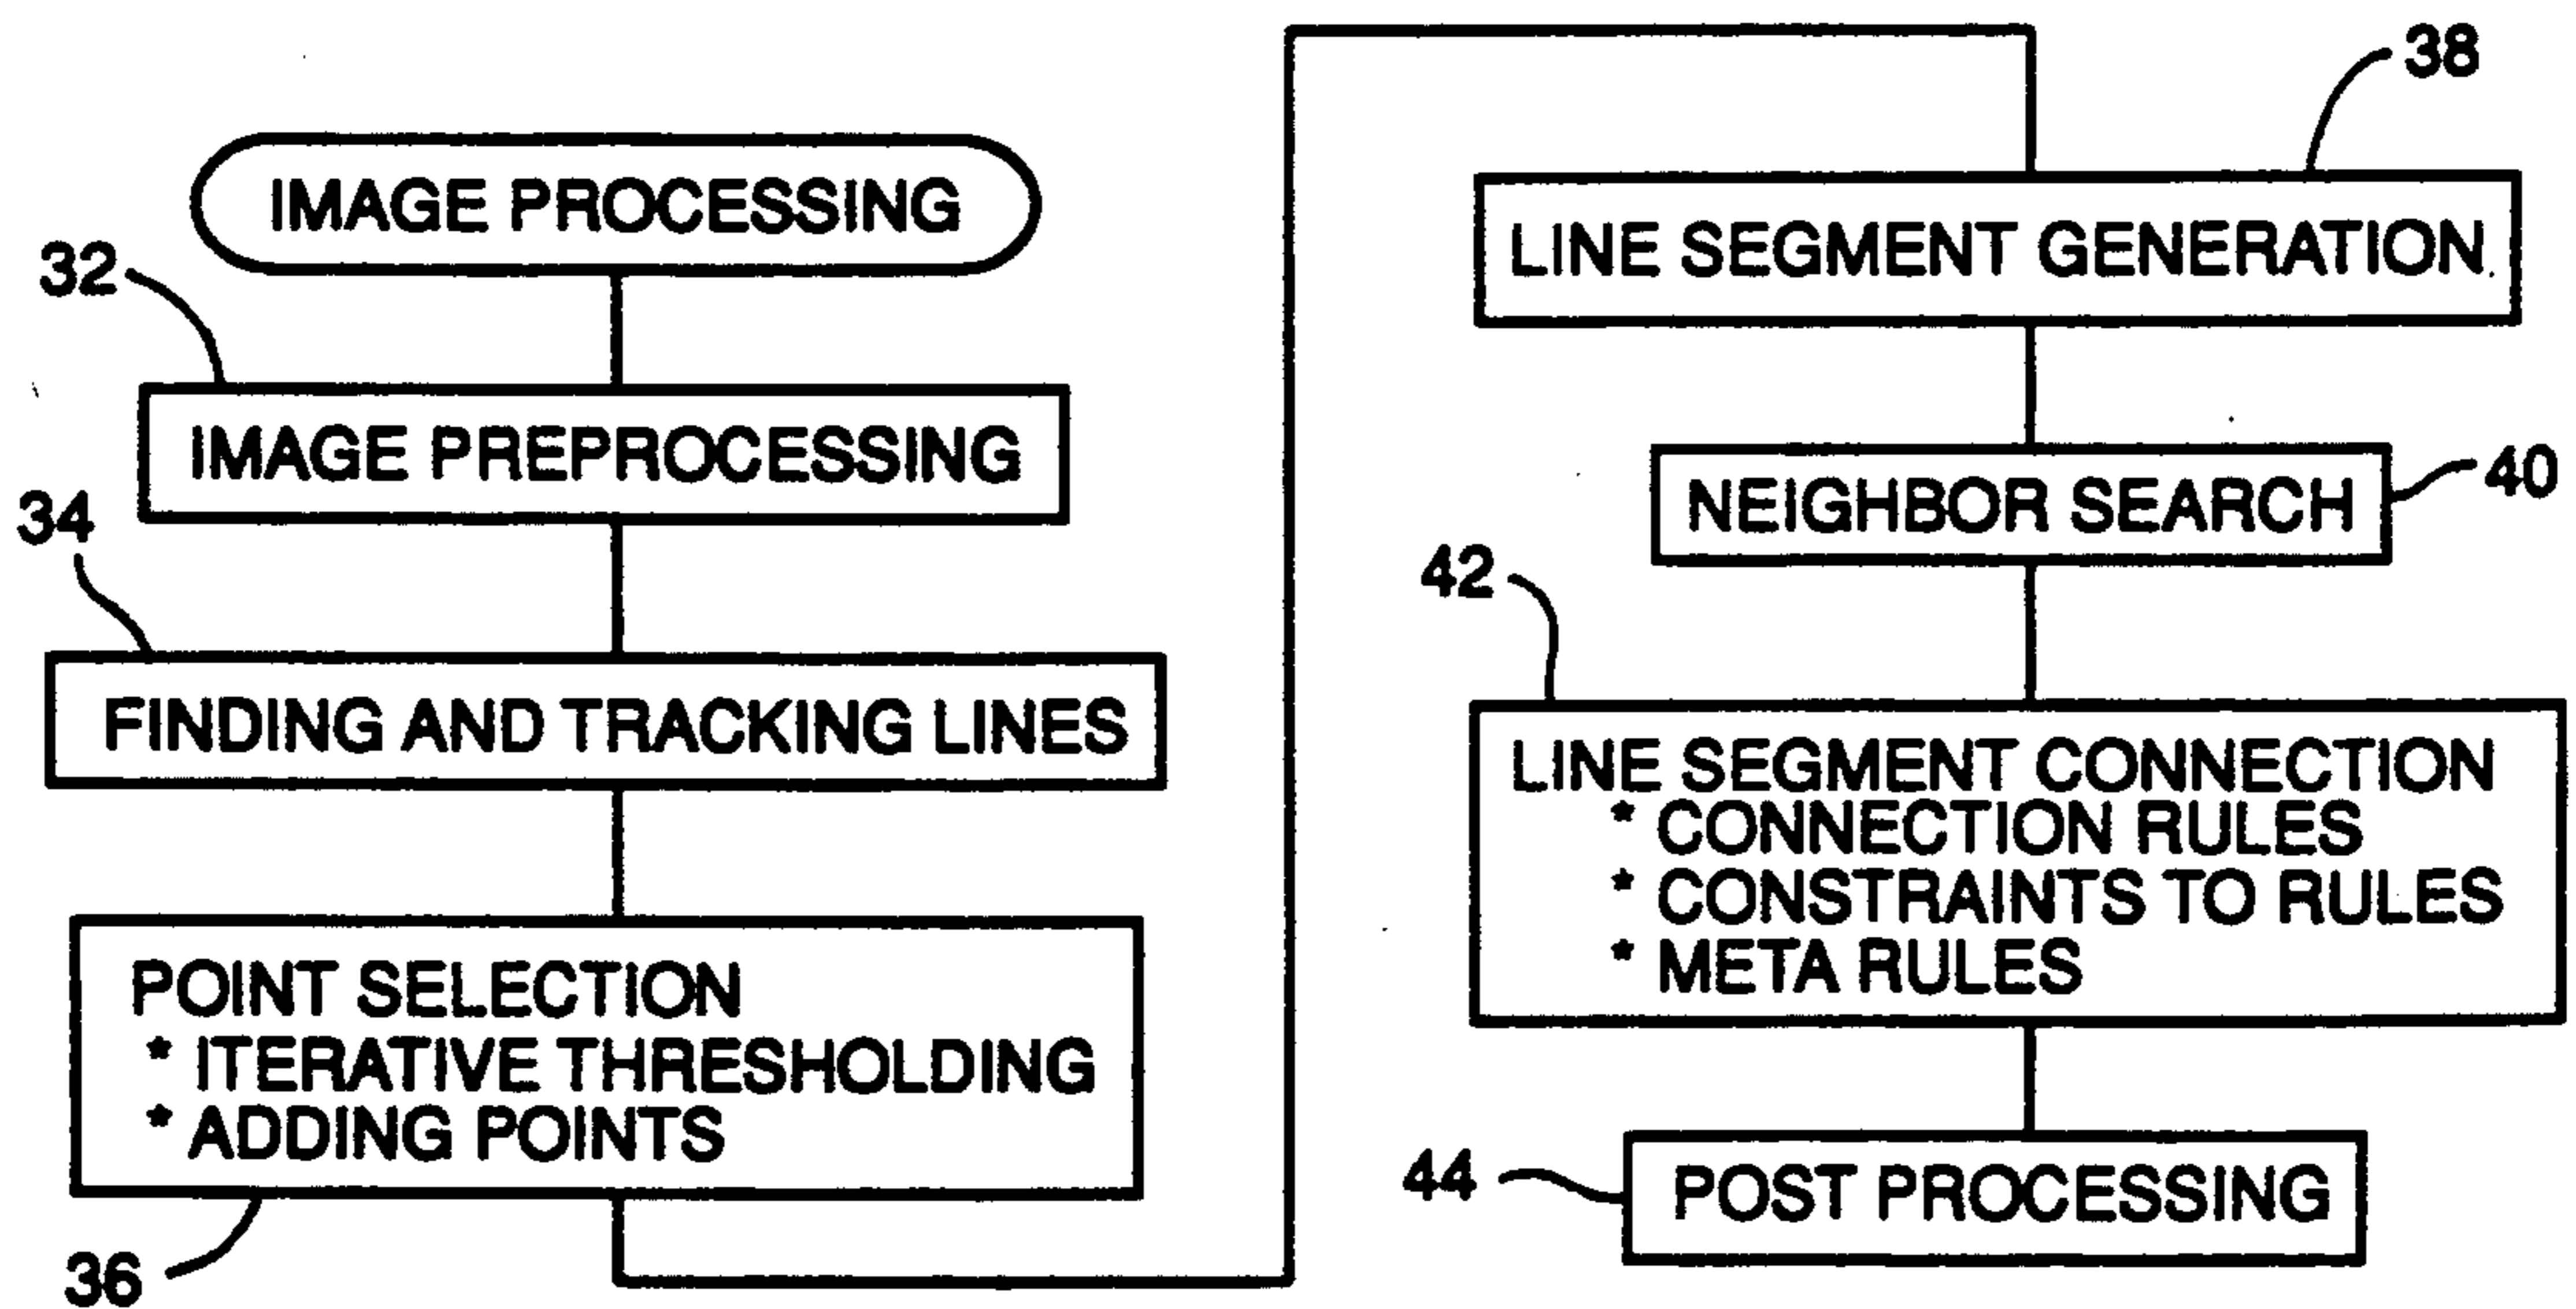 IMAGE PROCESSING
32
IMAGE PREPROCESSING
34
FINDING AND TRACKING LINES
POINT SELECTION
* ITERATIVE THRESHOLDING
* ADDING POINTS
36
38
LINE SEGMENT GENERATION
NEIGHBOR SEARCH
40
42
LINE SEGMENT CONNECTION
* CONNECTION RULES
* CONSTRAINTS TO RULES
* META RULES
44
POST PROCESSING